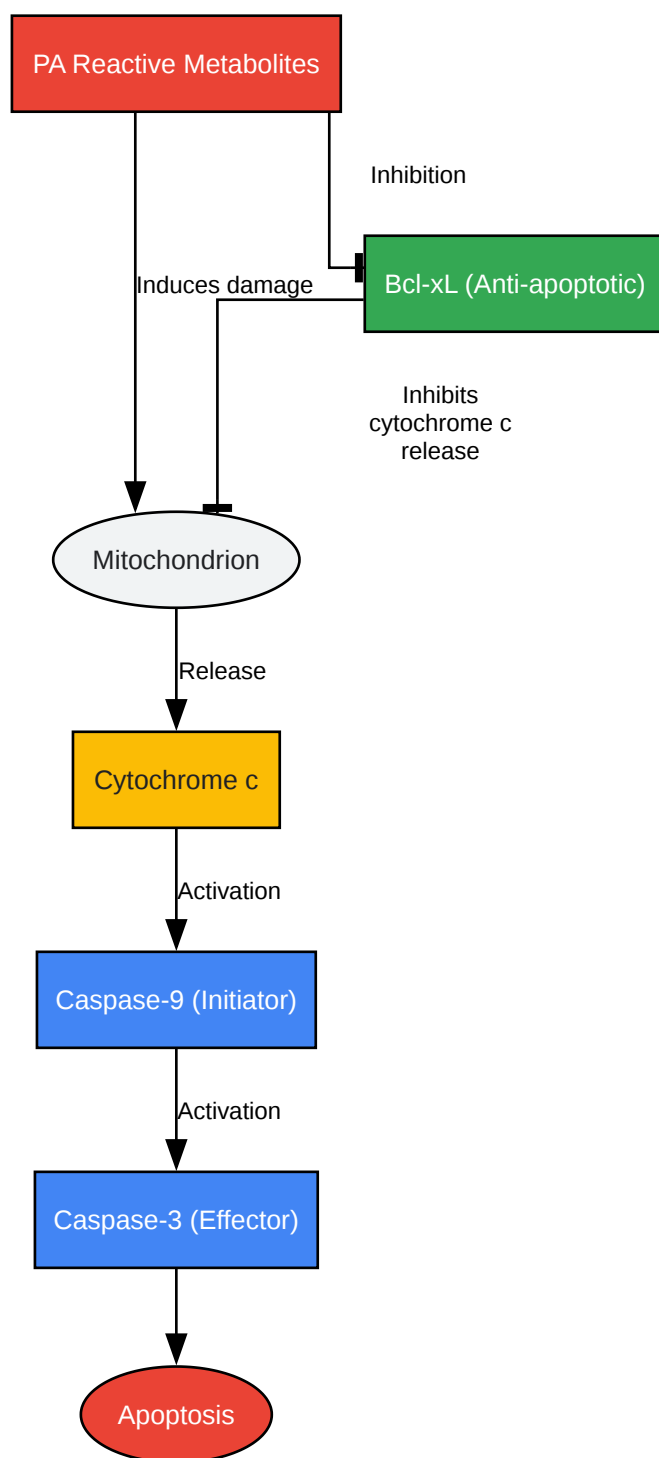 PA Reactive Metabolites
Inhibition
Induces damage
Bcl-xL (Anti-apoptotic)
Inhibits
cytochrome c
release
Mitochondrion
Release
Cytochrome c
Activation
Caspase-9 (Initiator)
Activation
Caspase-3 (Effector)
Apoptosis